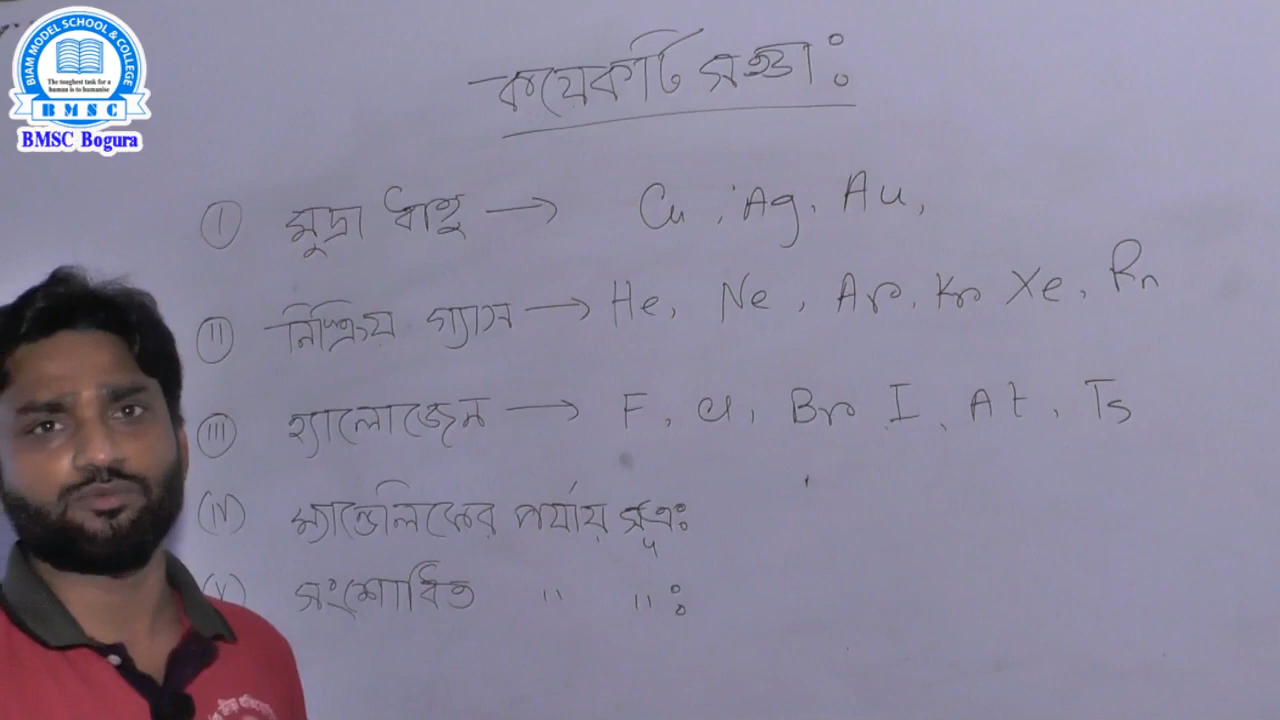 BIAM MODEL SCHOOL & COLLEGE
The toughest task for a
human is to humanise
B M S C
BMSC Bogura
কয়েকটি সংজ্ঞা :
(I) মুদ্রা ধাতু → Cu, Ag, Au,
(II) নিষ্ক্রিয় গ্যাস → He, Ne, Ar, Kr Xe, Rn
(III) হ্যালোজেন → F, Cl, Br I, At, Ts
(IV) ম্যান্ডেলিফের পর্যায় সূত্রঃ
(V) সংশোধিত " " :